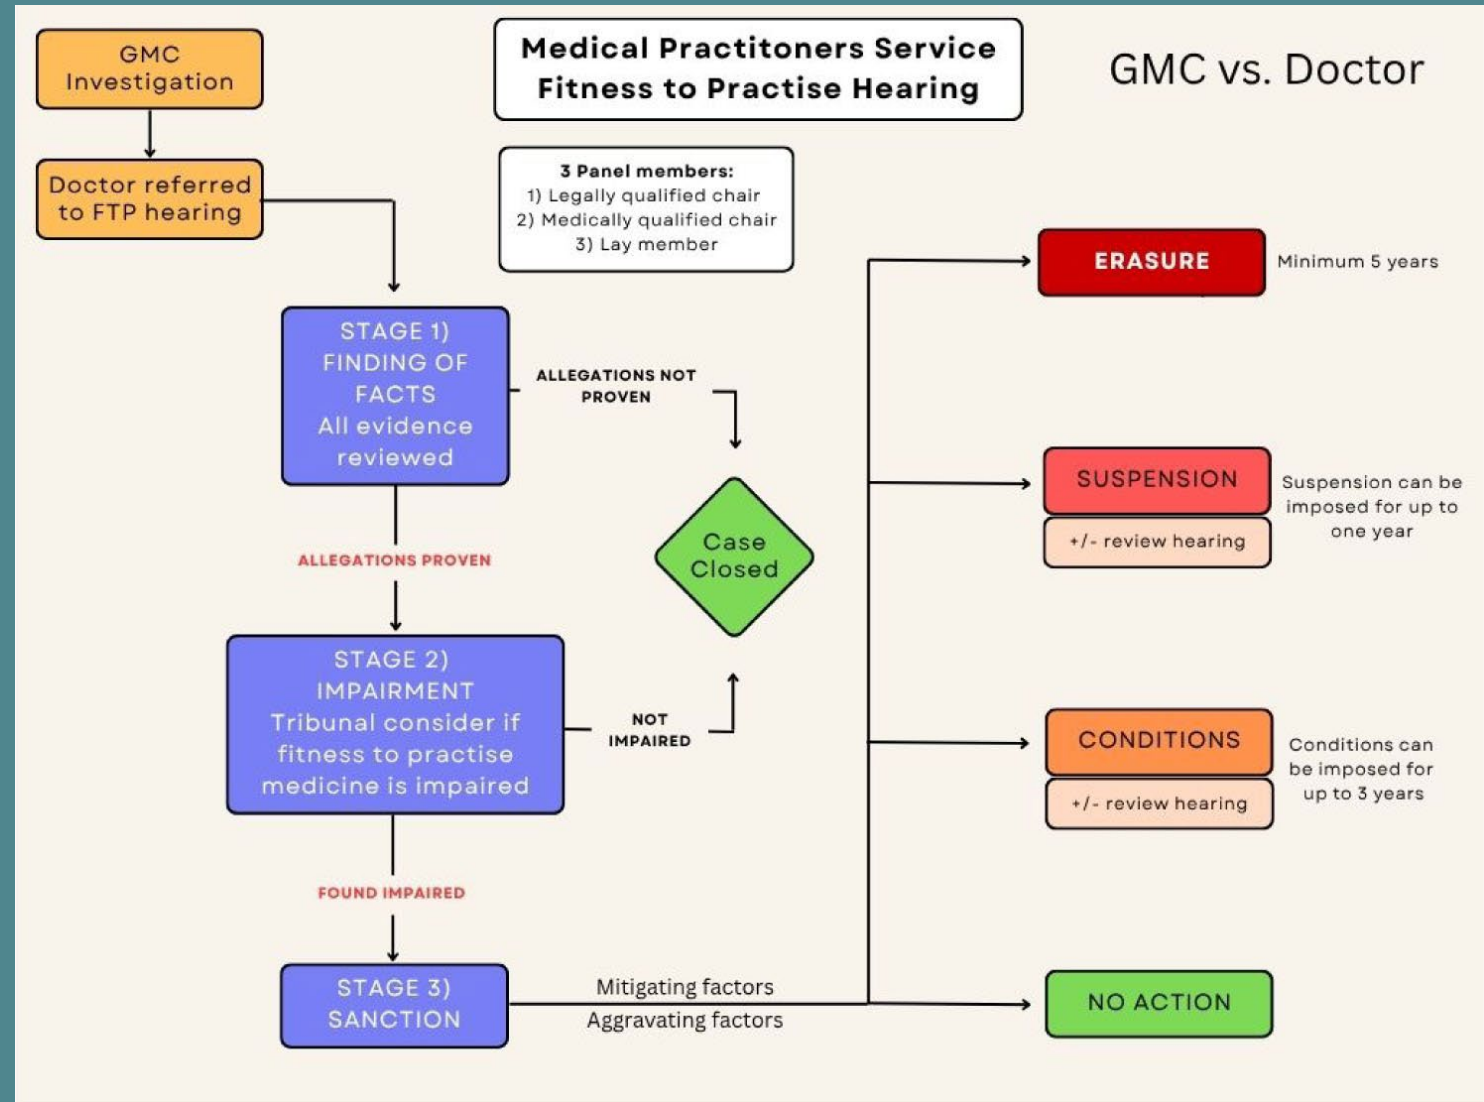 GMC
Investigation
Doctor referred
to FTP hearing
Medical Practitoners Service
Fitness to Practise Hearing
GMC vs. Doctor
3 Panel members:
1) Legally qualified chair
2) Medically qualified chair
3) Lay member
STAGE 1)
FINDING OF
FACTS
All evidence
reviewed
ALLEGATIONS NOT
PROVEN
Case
Closed
ALLEGATIONS PROVEN
STAGE 2)
IMPAIRMENT
Tribunal consider if
fitness to practise
medicine is impaired
NOT
IMPAIRED
FOUND IMPAIRED
STAGE 3)
SANCTION
Mitigating factors
Aggravating factors
ERASURE
Minimum 5 years
SUSPENSION
+/- review hearing
Suspension can be
imposed for up to
one year
CONDITIONS
+/- review hearing
Conditions can
be imposed for
up to 3 years
NO ACTION